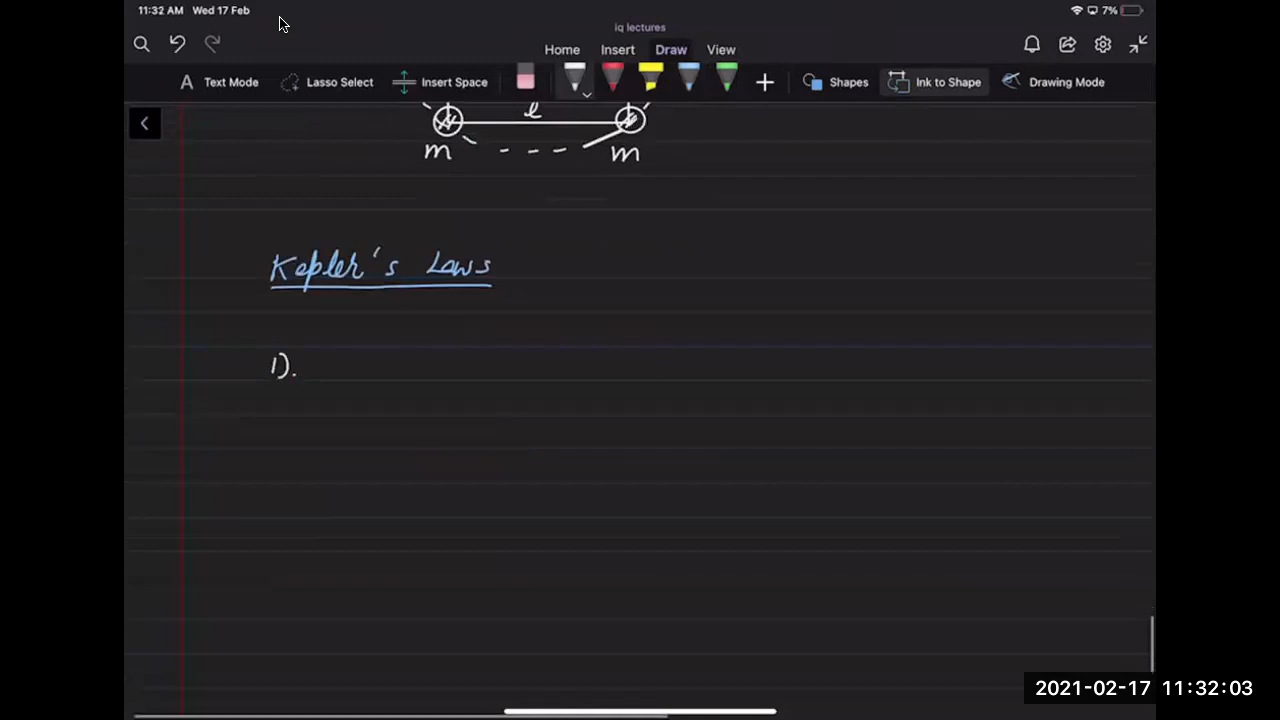 11:32 AM Wed 17 Feb
7%
iq lectures
Home Insert Draw View
Text Mode Lasso Select Insert Space Shapes Ink to Shape Drawing Mode
l
m m
Kepler's Laws
1).
2021-02-17 11:32:03